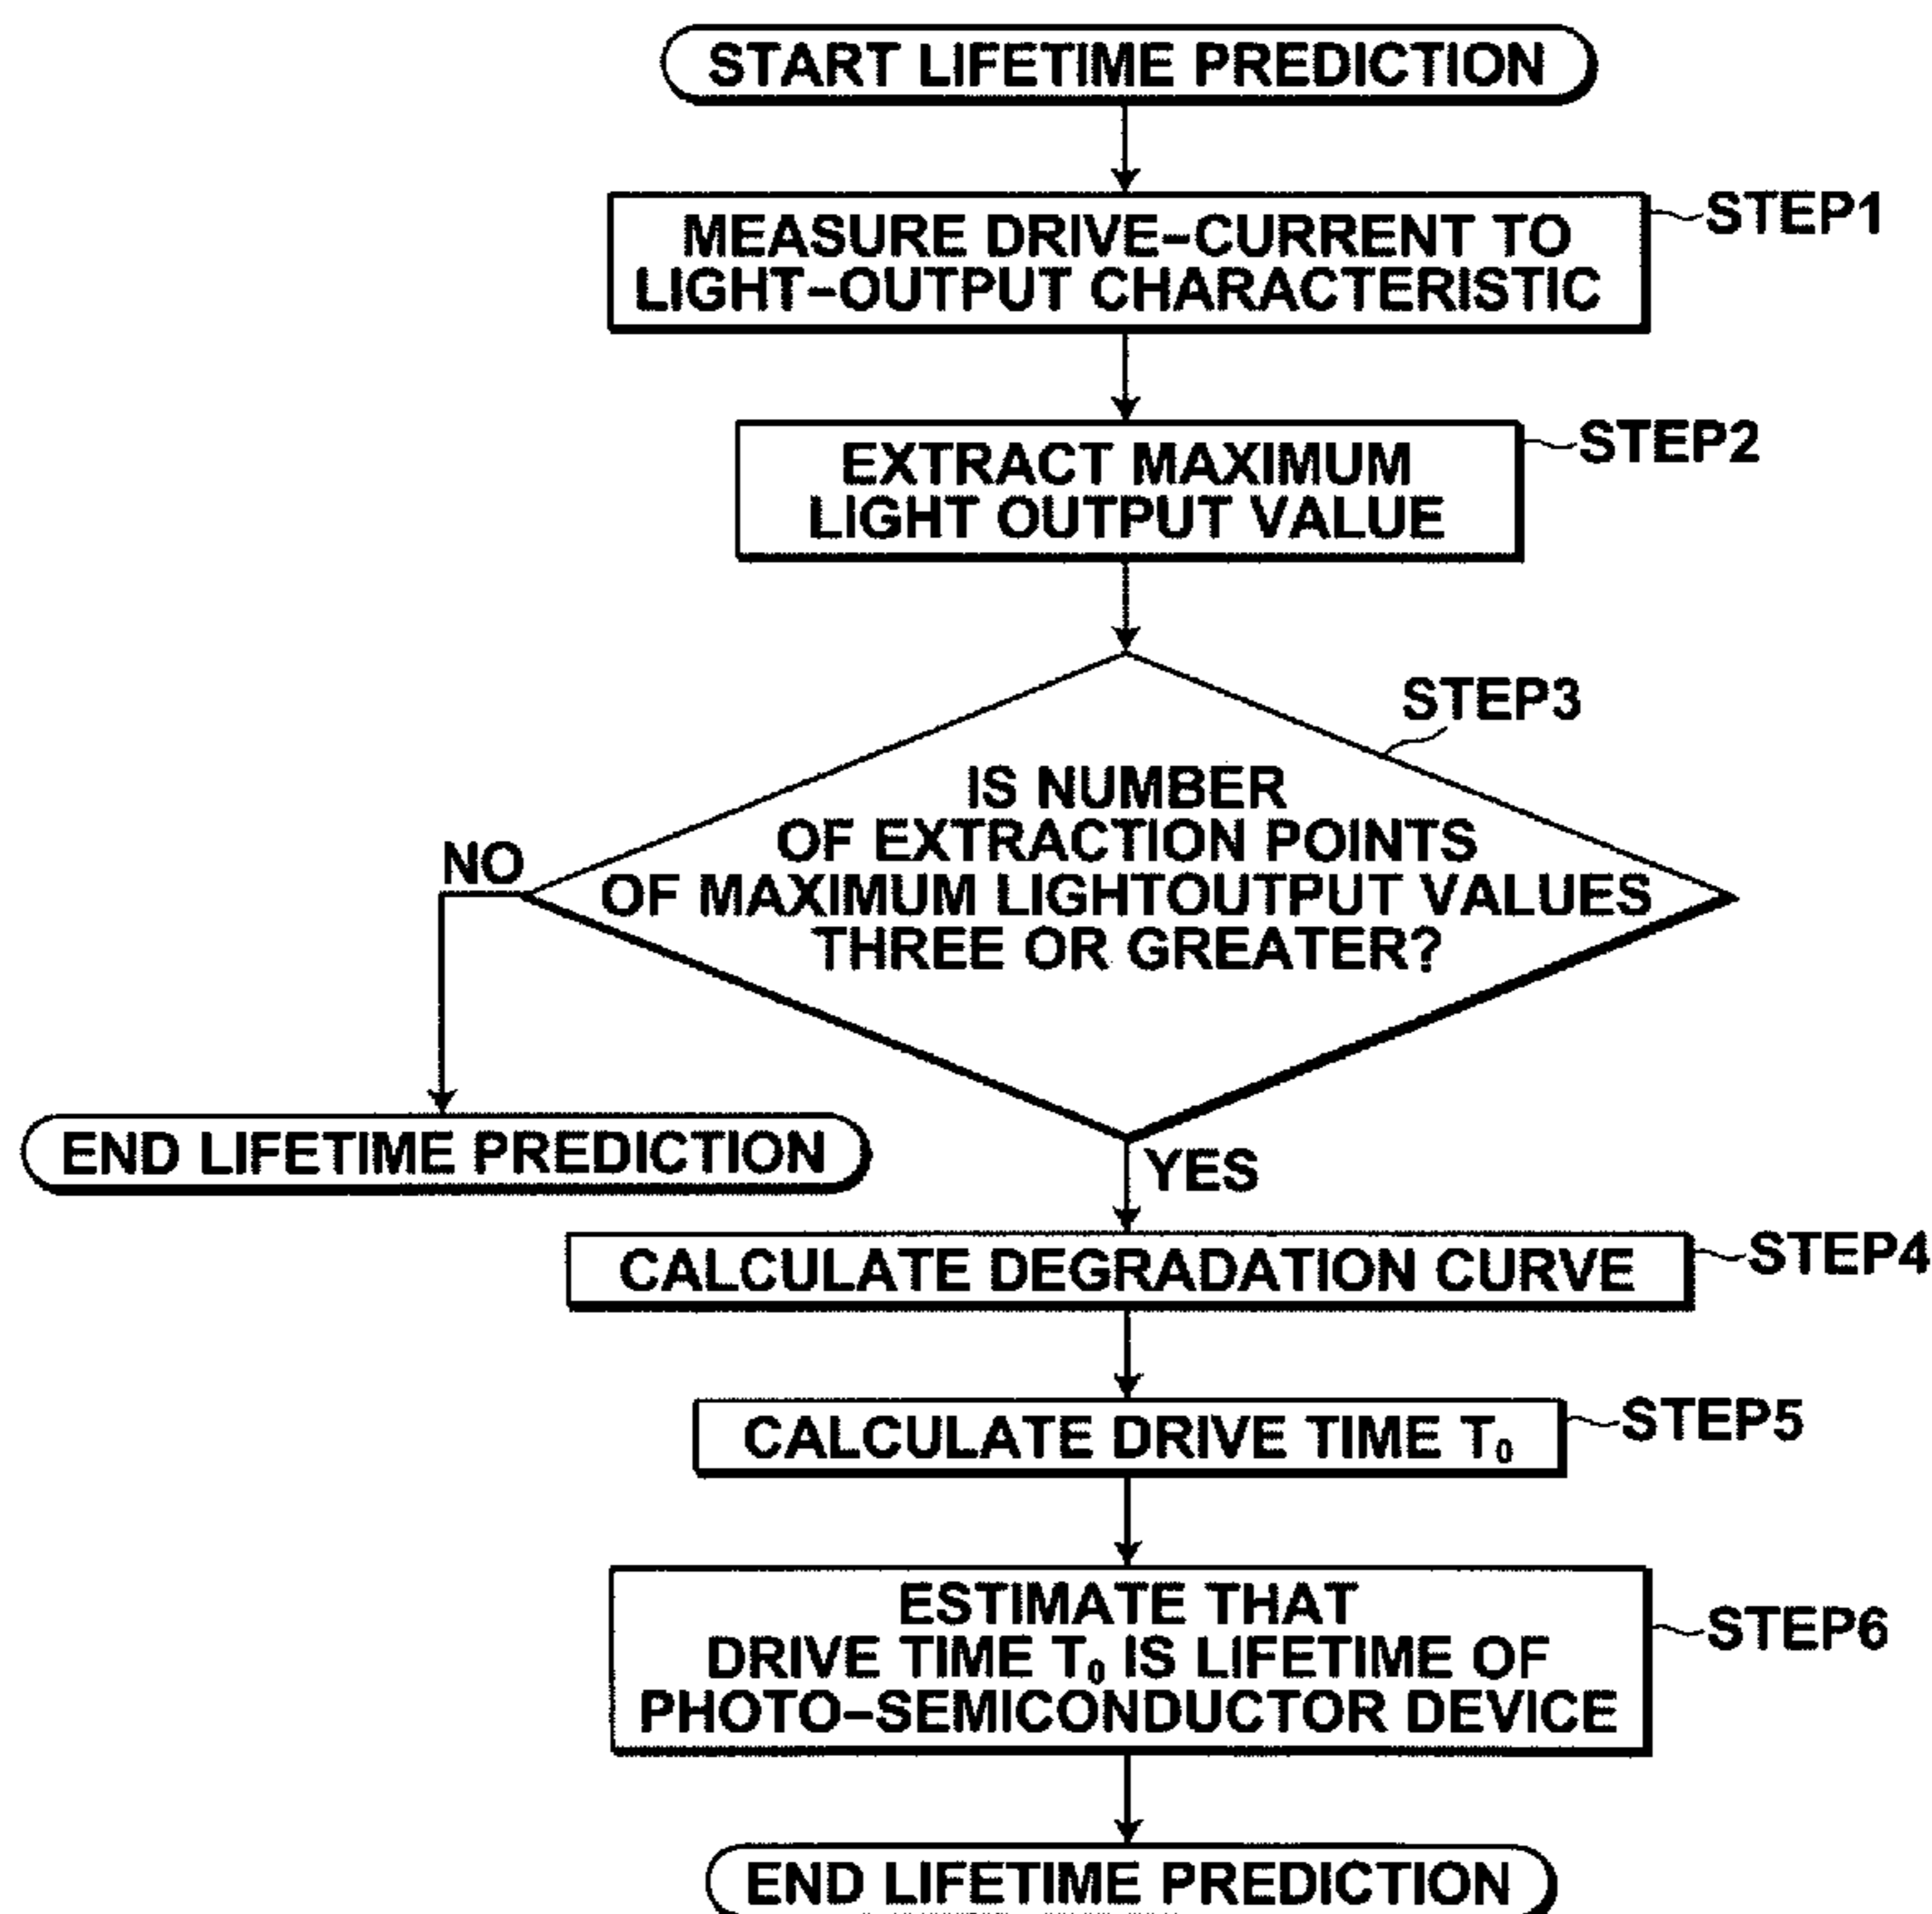 START LIFETIME PREDICTION
MEASURE DRIVE-CURRENT TO
LIGHT-OUTPUT CHARACTERISTIC
STEP1
EXTRACT MAXIMUM
LIGHT OUTPUT VALUE
STEP2
STEP3
IS NUMBER
OF EXTRACTION POINTS
OF MAXIMUM LIGHTOUTPUT VALUES
THREE OR GREATER?
NO
END LIFETIME PREDICTION
YES
CALCULATE DEGRADATION CURVE
STEP4
CALCULATE DRIVE TIME T₀
STEP5
ESTIMATE THAT
DRIVE TIME T₀ IS LIFETIME OF
PHOTO-SEMICONDUCTOR DEVICE
STEP6
END LIFETIME PREDICTION